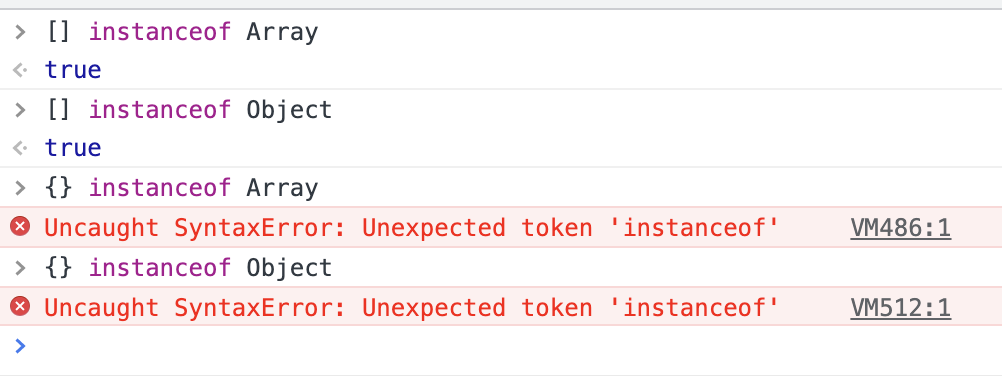 > [] instanceof Array
<· true
> [] instanceof Object
<· true
> {} instanceof Array
Uncaught SyntaxError: Unexpected token 'instanceof' VM486:1
> {} instanceof Object
Uncaught SyntaxError: Unexpected token 'instanceof' VM512:1
>